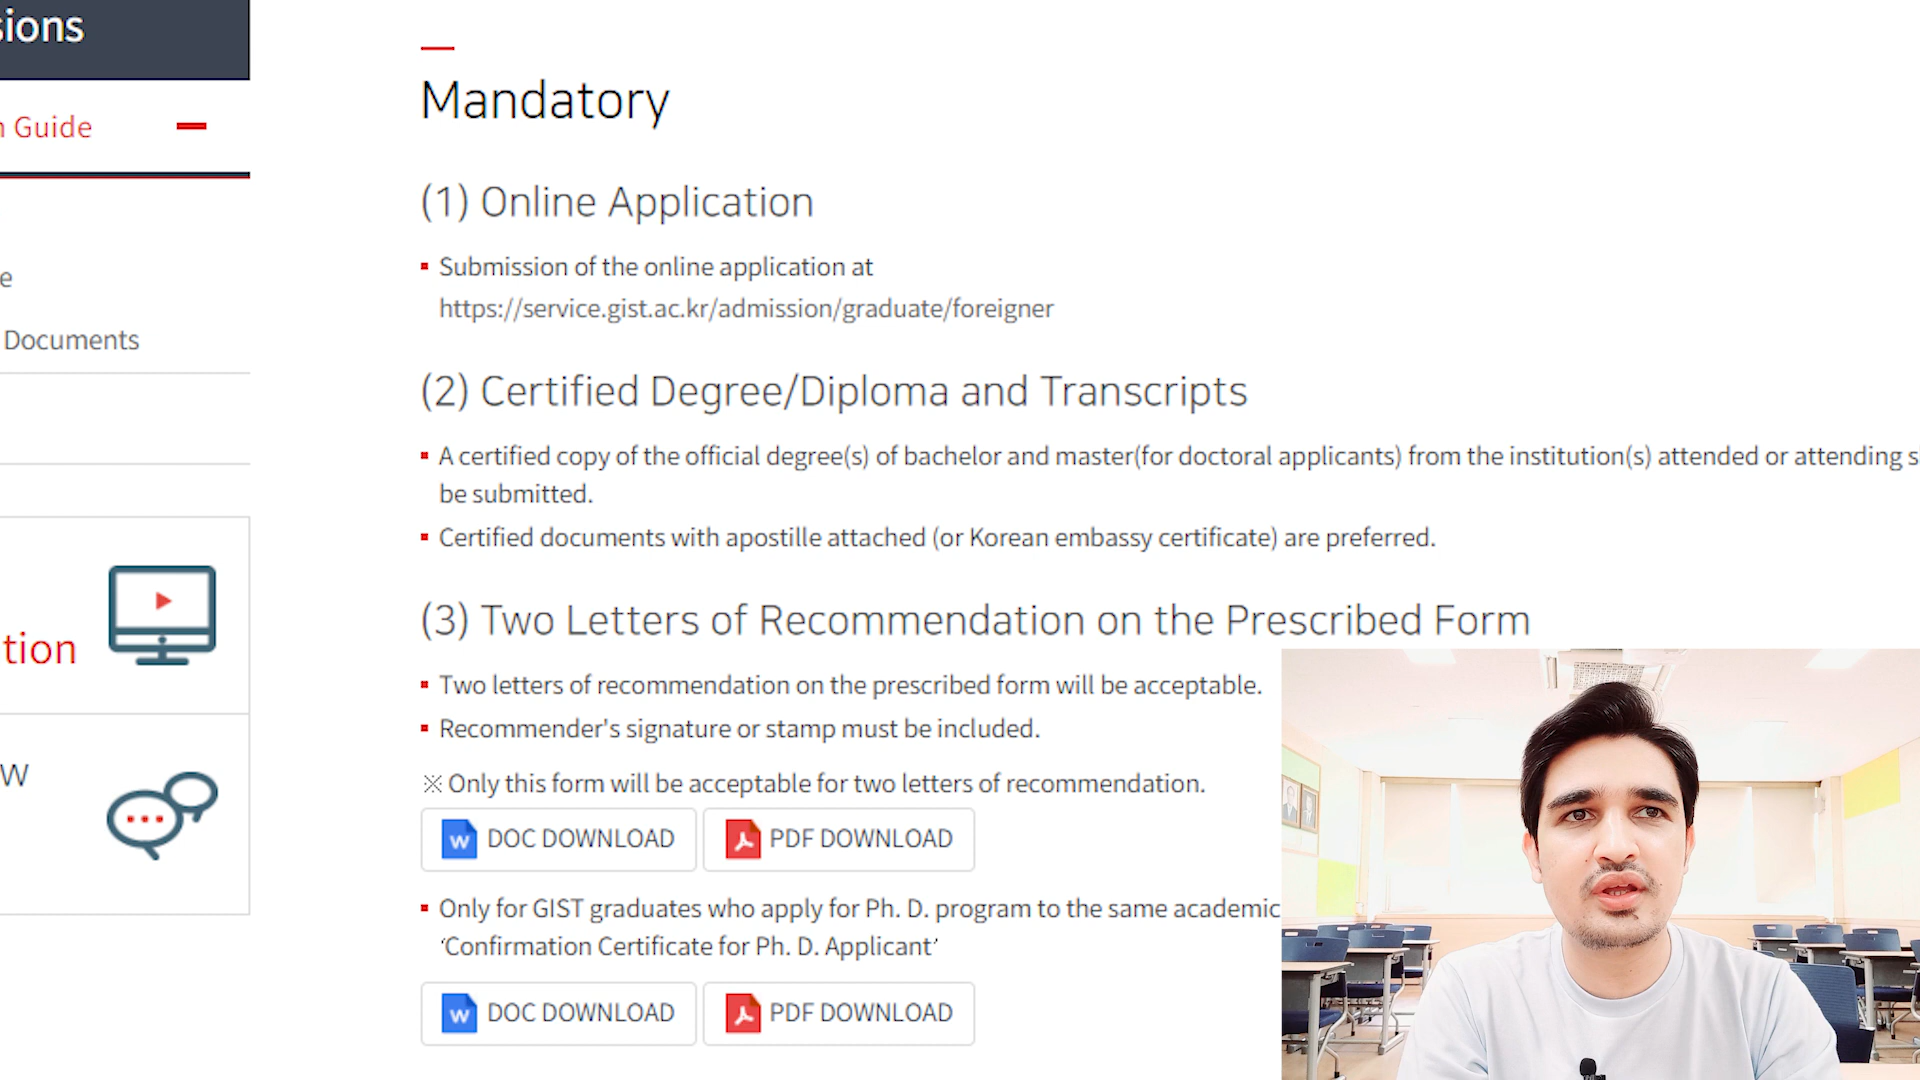 sions
n Guide
e
Documents
tion
w
Mandatory
(1) Online Application
Submission of the online application at
https://service.gist.ac.kr/admission/graduate/foreigner
(2) Certified Degree/Diploma and Transcripts
A certified copy of the official degree(s) of bachelor and master(for doctoral applicants) from the institution(s) attended or attending s
be submitted.
Certified documents with apostille attached (or Korean embassy certificate) are preferred.
(3) Two Letters of Recommendation on the Prescribed Form
Two letters of recommendation on the prescribed form will be acceptable.
Recommender's signature or stamp must be included.
※ Only this form will be acceptable for two letters of recommendation.
DOC DOWNLOAD PDF DOWNLOAD
Only for GIST graduates who apply for Ph. D. program to the same academic
‘Confirmation Certificate for Ph. D. Applicant’
DOC DOWNLOAD PDF DOWNLOAD